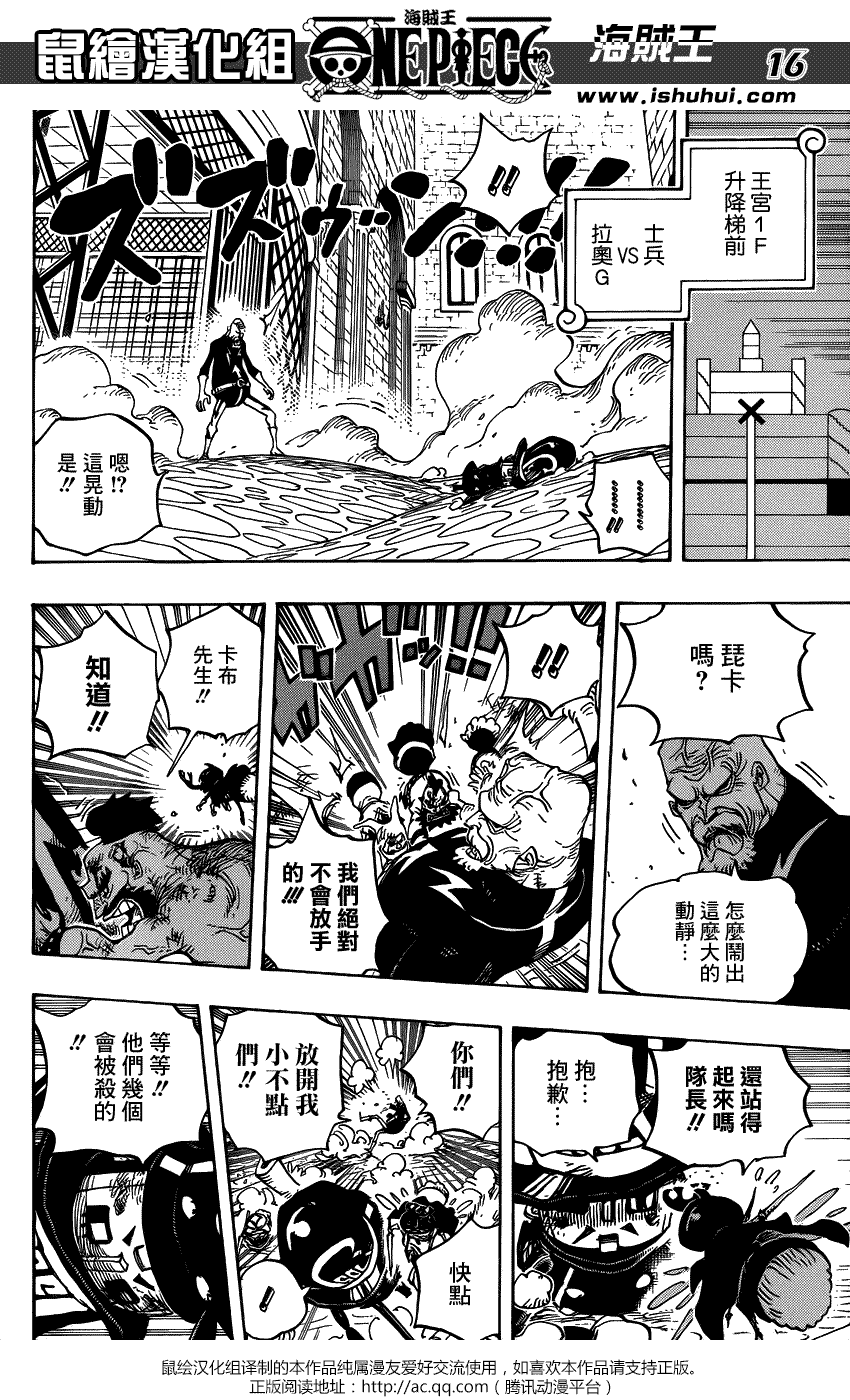 海賊王
鼠繪漢化組
ONE PIECE
海賊王
16
www.ishuhui.com
王宮1F
升降梯前
士兵
VS
拉奧G
!!
ズズズゥゥン
嗯!?
這晃動
是!!
琵卡
嗎？
怎麼鬧出
這麼大的
動靜…
!!
我們絕對
不會放手
的!!!
卡布
先生!!
知道!!
還站得
起來嗎
隊長!!
抱…
抱歉…
你們!!
放開我
小不點
們!!
快點
等等!!
他們幾個
會被殺的
!!
鼠绘汉化组译制的本作品纯属漫友爱好交流使用，如喜欢本作品请支持正版。
正版阅读地址：http://ac.qq.com（腾讯动漫平台）